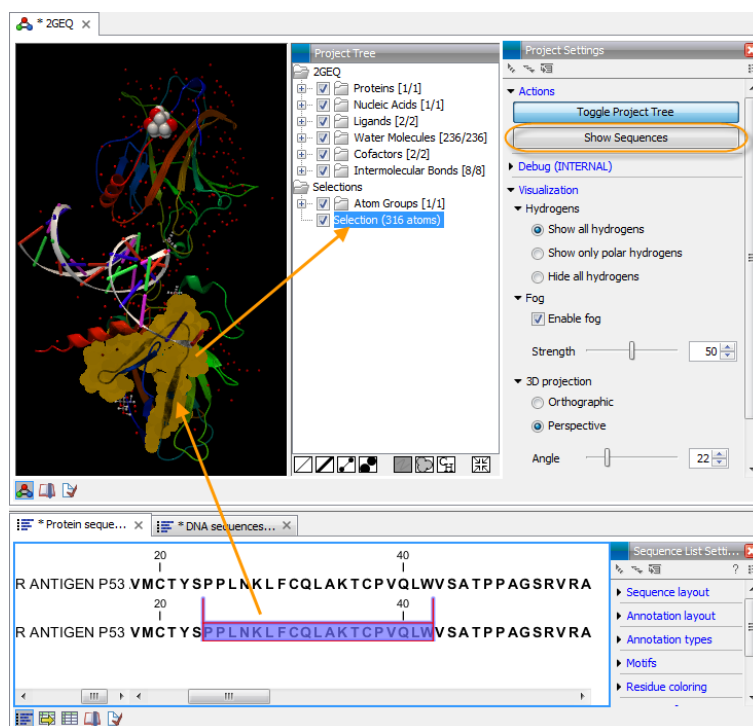 * 2GEQ
Project Tree
2GEQ
Proteins [1/1]
Nucleic Acids [1/1]
Ligands [2/2]
Water Molecules [236/236]
Cofactors [2/2]
Intermolecular Bonds [8/8]
Selections
Atom Groups [1/1]
Selection (316 atoms)
Project Settings
Actions
Toggle Project Tree
Show Sequences
Debug (INTERNAL)
Visualization
Hydrogens
Show all hydrogens
Show only polar hydrogens
Hide all hydrogens
Fog
Enable fog
Strength 50
3D projection
Orthographic
Perspective
Angle 22
* Protein seque...
* DNA sequences...
20 40
R ANTIGEN P53 VMCTYSPPLNKLFCQLAKTCPVQLWVSATPPAGSRVRA
20 40
R ANTIGEN P53 VMCTYSPPLNKLFCQLAKTCPVQLWVSATPPAGSRVRA
Sequence List Setti...
?
Sequence layout
Annotation layout
Annotation types
Motifs
Residue coloring